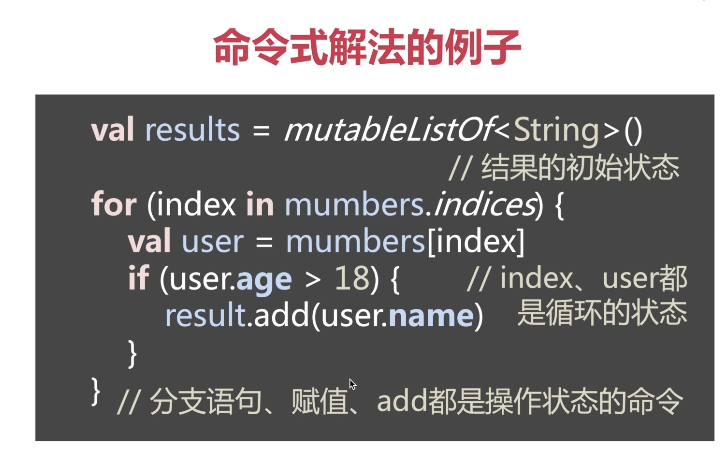 命令式解法的例子
val results = mutableListOf<String>()
// 结果的初始状态
for (index in mumbers.indices) {
val user = mumbers[index]
if (user.age > 18) { // index、user都
result.add(user.name) 是循环的状态
}
} // 分支语句、赋值、add都是操作状态的命令